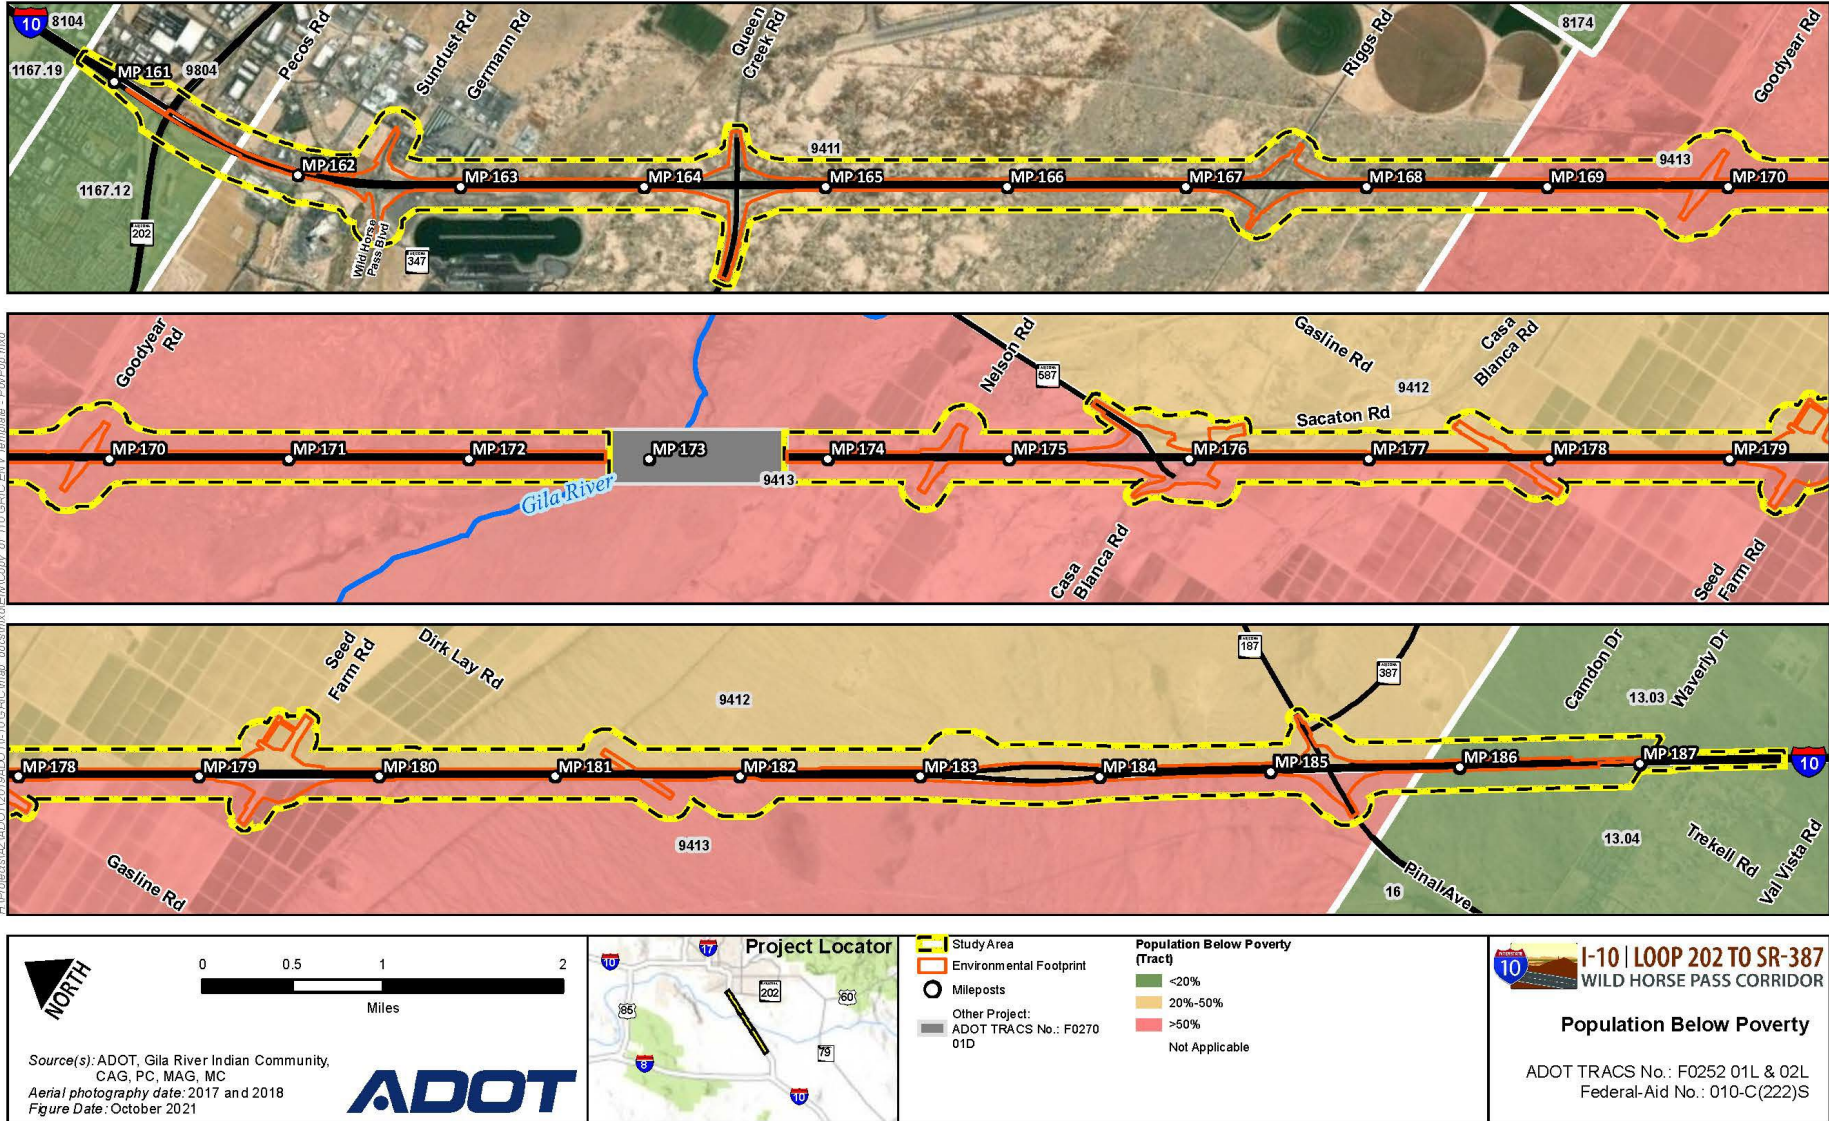 10
8104
1167.19
MP 161
9804
Pecos Rd
Sundust Rd
Germann Rd
Queen
Creek Rd
Riggs Rd
8174
Goodyear Rd
MP 162
MP 163
MP 164
9411
MP 165
MP 166
MP 167
MP 168
MP 169
9413
MP 170
1167.12
ARIZONA
202
Wild Horse
Pass Blvd
ARIZONA
347
Goodyear
Rd
Nelson Rd
ARIZONA
587
Gasline Rd
Casa
Blanca Rd
9412
Sacaton Rd
MP 170
MP 171
MP 172
MP 173
MP 174
MP 175
MP 176
MP 177
MP 178
MP 179
9413
Gila River
Casa
Blanca Rd
Seed
Farm Rd
Seed
Farm Rd
Dirk Lay Rd
9412
ARIZONA
187
ARIZONA
387
Camdon Dr
Waverly Dr
13.03
MP 178
MP 179
MP 180
MP 181
MP 182
MP 183
MP 184
MP 185
MP 186
MP 187
10
9413
13.04
Gasline Rd
16
Pinal Ave
Trekell Rd
Val Vista Rd
NORTH
0 0.5 1 2
Miles
Source(s): ADOT, Gila River Indian Community,
CAG, PC, MAG, MC
Aerial photography date: 2017 and 2018
Figure Date: October 2021
ADOT
Project Locator
10
17
ARIZONA
202
60
85
8
79
10
Study Area
Environmental Footprint
Mileposts
Other Project:
ADOT TRACS No.: F0270
01D
Population Below Poverty
(Tract)
<20%
20%-50%
>50%
Not Applicable
INTERSTATE
10
I-10 | LOOP 202 TO SR-387
WILD HORSE PASS CORRIDOR
Population Below Poverty
ADOT TRACS No.: F0252 01L & 02L
Federal-Aid No.: 010-C(222)S